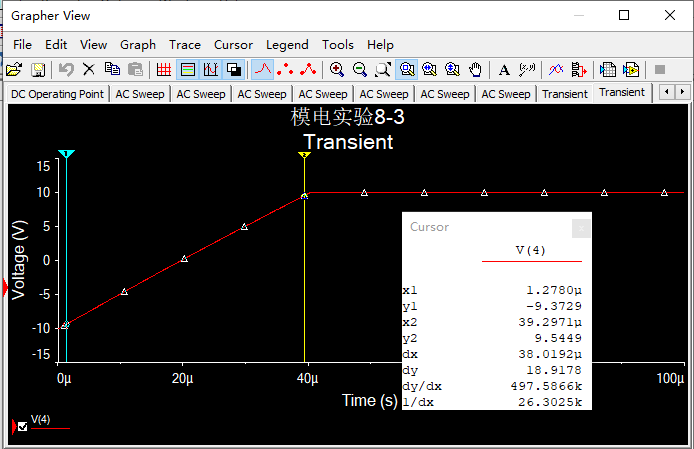 Grapher View
File Edit View Graph Trace Cursor Legend Tools Help
DC Operating Point AC Sweep AC Sweep AC Sweep AC Sweep AC Sweep AC Sweep AC Sweep Transient Transient
模电实验8-3
Transient
Voltage (V)
15
10
5
0
-5
-10
-15
0µ 20µ 40µ 100µ
Time (s)
Cursor x
V(4)
x1 1.2780µ
y1 -9.3729
x2 39.2971µ
y2 9.5449
dx 38.0192µ
dy 18.9178
dy/dx 497.5866k
1/dx 26.3025k
V(4)